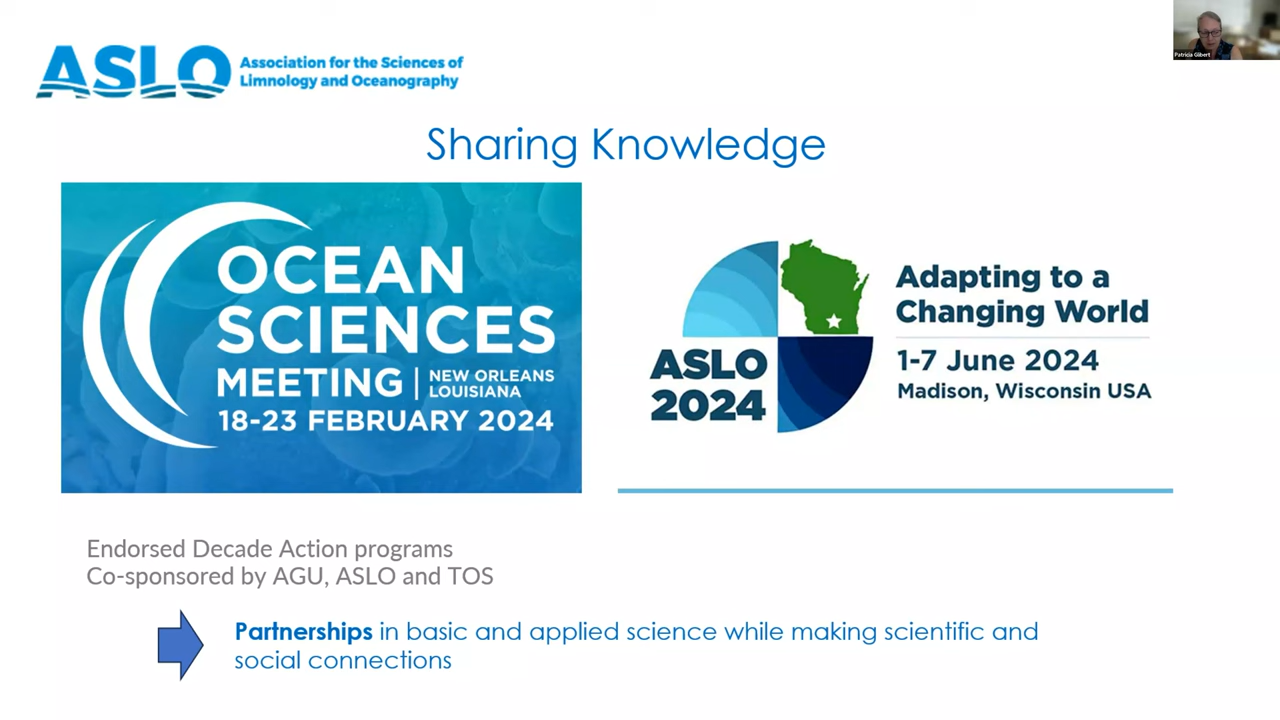 ASLO
Association for the Sciences of
Limnology and Oceanography
Patricia Glibert
Sharing Knowledge
OCEAN
SCIENCES
MEETING | NEW ORLEANS
LOUISIANA
18-23 FEBRUARY 2024
ASLO
2024
Adapting to a
Changing World
1-7 June 2024
Madison, Wisconsin USA
Endorsed Decade Action programs
Co-sponsored by AGU, ASLO and TOS
Partnerships in basic and applied science while making scientific and
social connections